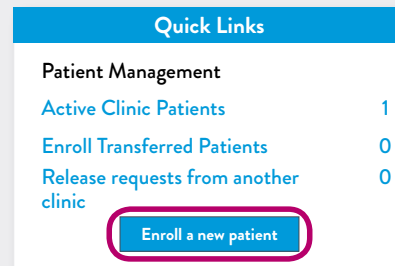 Quick Links
Patient Management
Active Clinic Patients 1
Enroll Transferred Patients 0
Release requests from another 0
clinic
Enroll a new patient